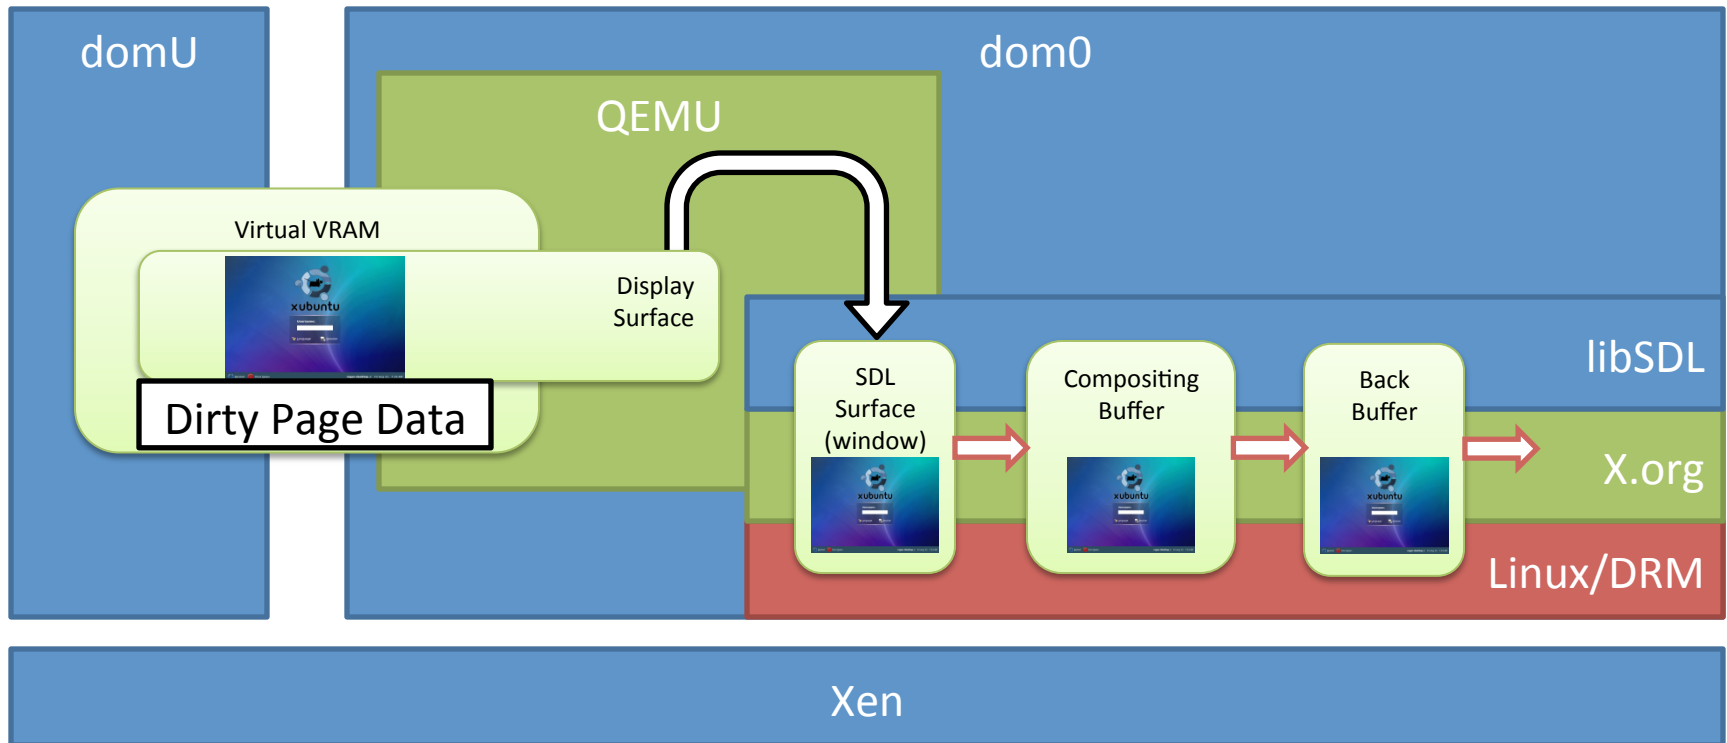 domU
dom0
QEMU
Virtual VRAM
Display
Surface
xubuntu
Dirty Page Data
libSDL
SDL
Surface
(window)
Compositing
Buffer
Back
Buffer
xubuntu
xubuntu
xubuntu
X.org
Linux/DRM
Xen